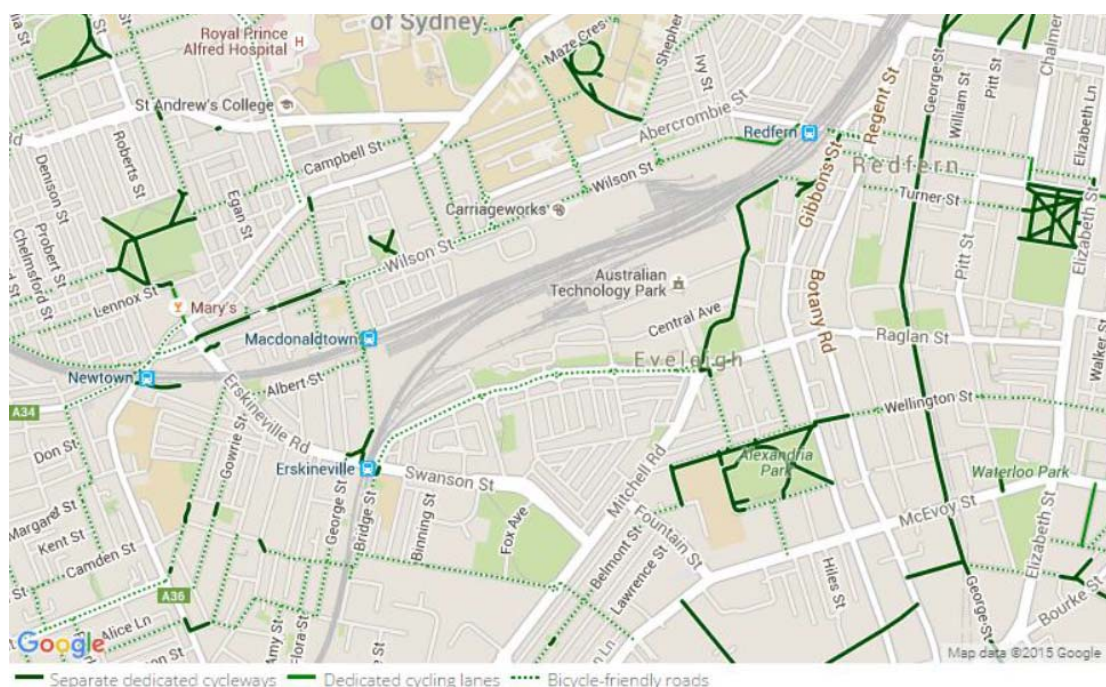 of Sydney
Royal Prince
Alfred Hospital
H
Maze Cres
Ivy St
Regent St
George St
William St
Pitt St
Elizabeth Ln
St Andrew's College
Abercrombie St
Redfern
Rd
Roberts St
Campbell St
Wilson St
Gibbons St
Redfern
Denison St
Egan St
Turner St
Carriageworks
Probert St
Chelmsford St
Wilson St
Elizabeth St
Pitt St
Australian
Technology Park
Lennox St
Mary's
Central Ave
Botany Rd
Raglan St
Macdonaldtown
Eveleigh
Walker St
Newtown
Albert St
A34
Erskineville Rd
Wellington St
Don St
Gowrie St
Alexandria
Park
Erskineville
Swanson St
Mitchell Rd
Waterloo Park
Margaret St
George St
Bridge St
Binning St
Fox Ave
Fountain St
McEvoy St
Kent St
Belmont St
Elizabeth St
Camden St
Lawrence St
Hiles St
A36
George St
Bourke St
Alice Ln
Amy St
Flora St
Google
Map data ©2015 Google
Separate dedicated cycleways
Dedicated cycling lanes
Bicycle-friendly roads